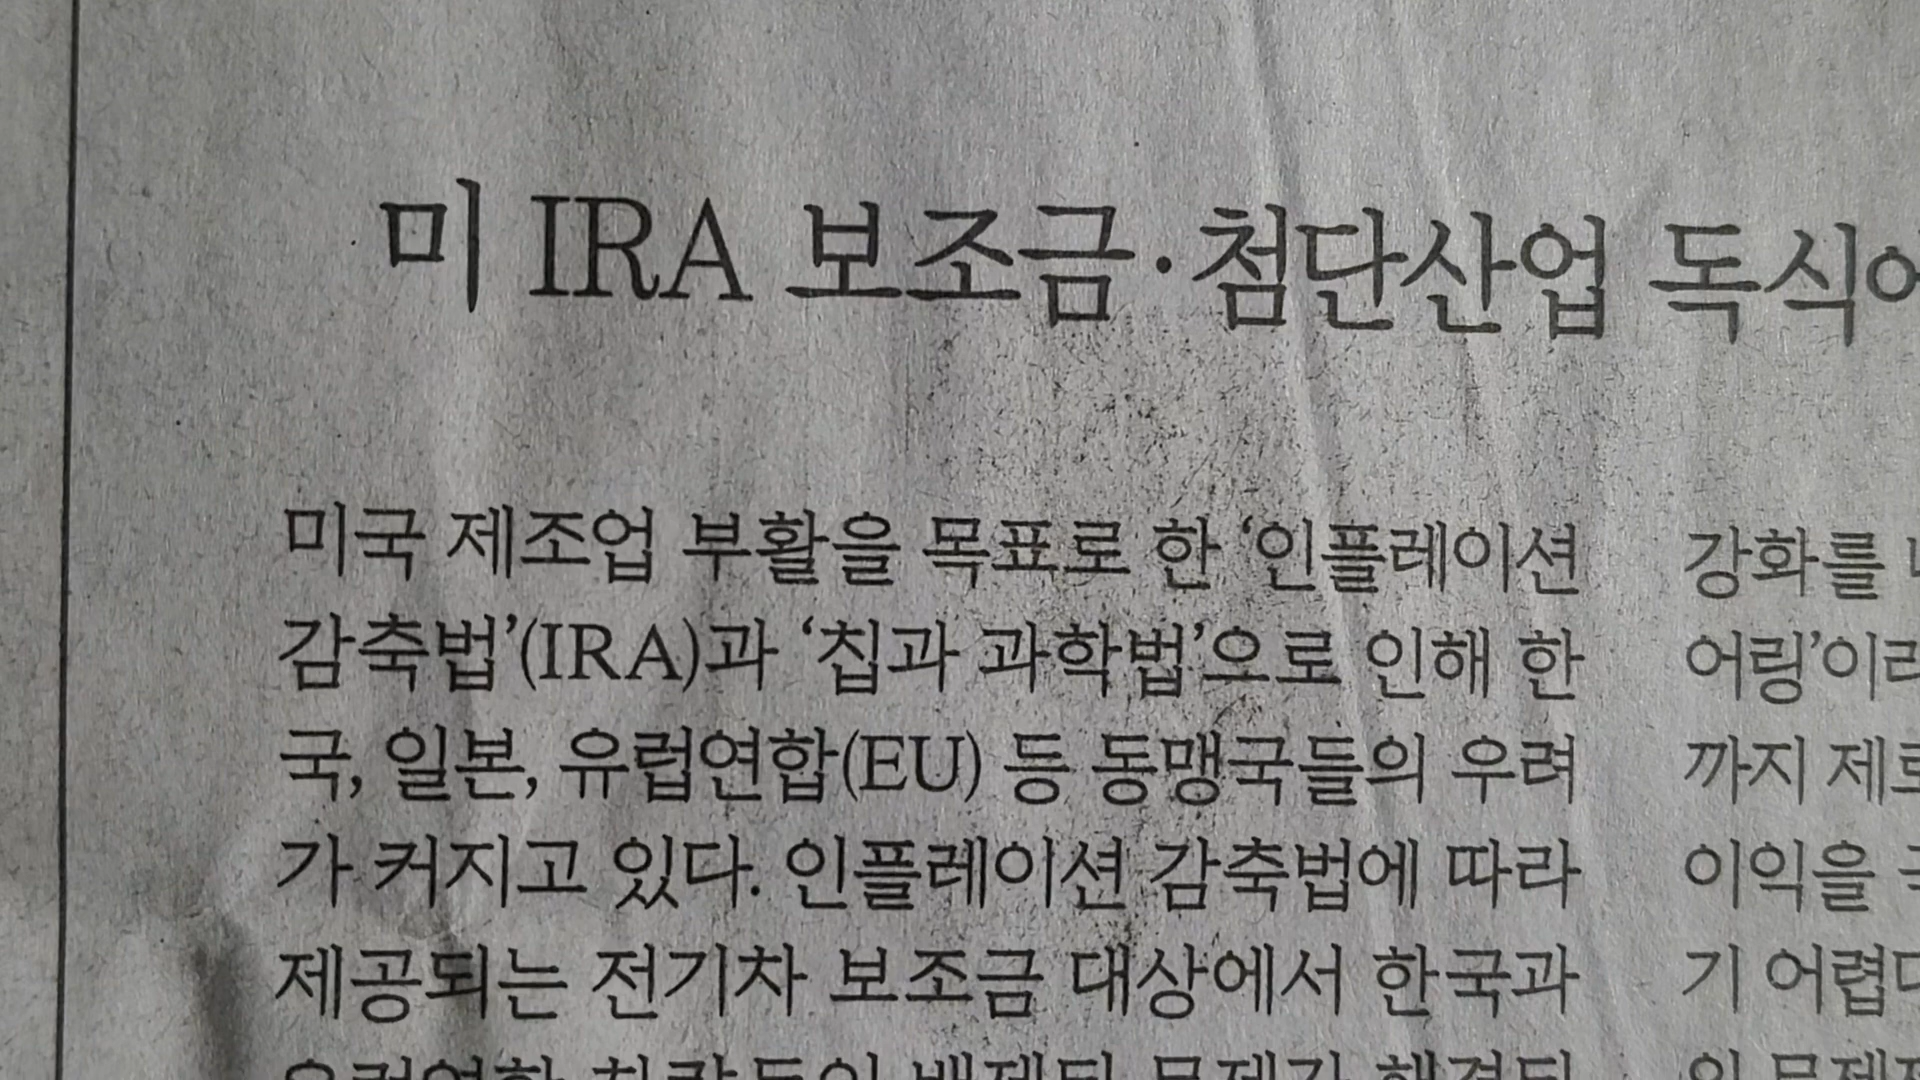 미 IRA 보조금·첨단산업
미국 제조업 부활을 목표로 한 ‘인플레이션
감축법’(IRA)과 ‘칩과 과학법’으로 인해 한
국, 일본, 유럽연합(EU) 등 동맹국들의 우려
가 커지고 있다. 인플레이션 감축법에 따라
제공되는 전기차 보조금 대상에서 한국과
강화를
어링’이라
까지
이익을
기